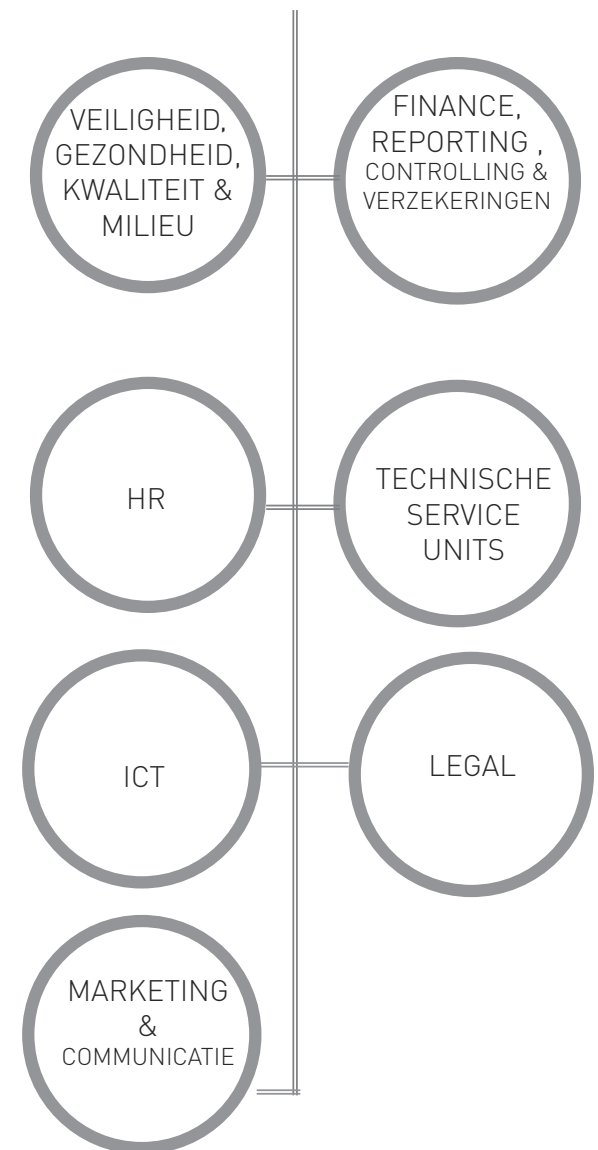 VEILIGHEID,
GEZONDHEID,
KWALITEIT &
MILIEU
FINANCE,
REPORTING ,
CONTROLLING &
VERZEKERINGEN
HR
TECHNISCHE
SERVICE
UNITS
ICT
LEGAL
MARKETING
&
COMMUNICATIE